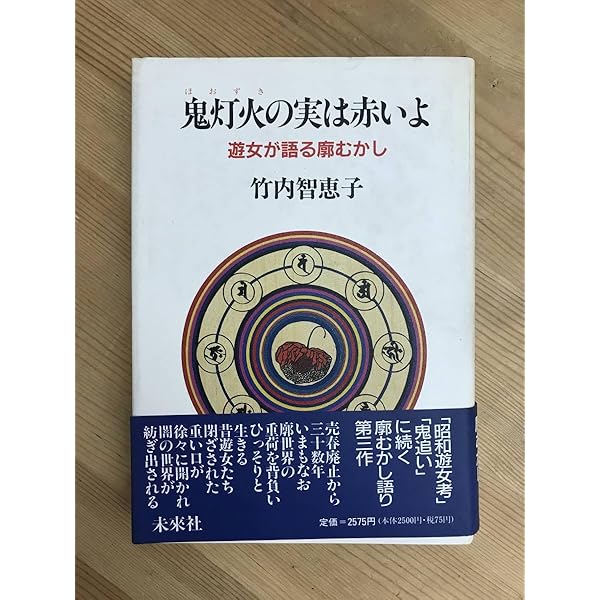 ほおずき
鬼灯火の実は赤いよ
遊女が語る廓むかし
竹内智恵子
「昭和遊女考」
「鬼追い」
に続く
廓むかし語り
第三作
売春廃止から
三十数年
いまもなお
廓世界の
重荷を背負い
ひっそりと
生きる
昔遊女たち
閉ざされた
重い口が
徐々に開かれ
闇の世界が
紡ぎ出される
未來社
定価=2575円(本体2500円・税75円)